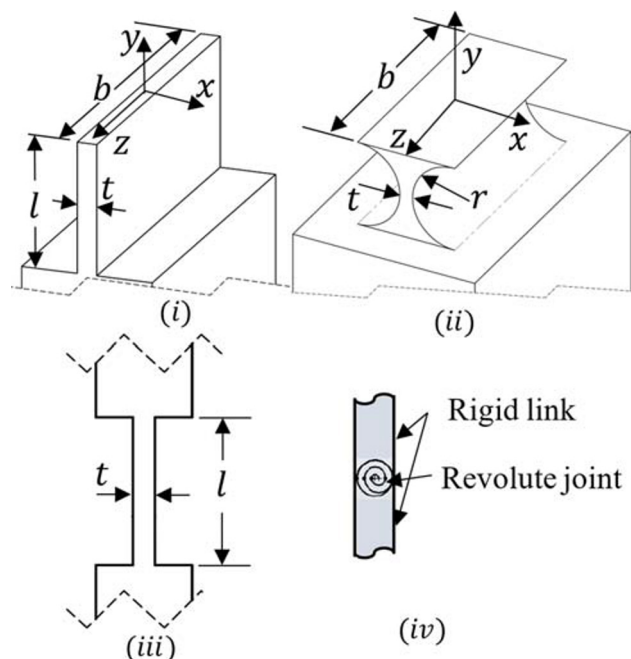 y
b
x
z
t
l
(i)
y
b
x
z
t
r
(ii)
t
l
(iii)
Rigid link
Revolute joint
(iv)